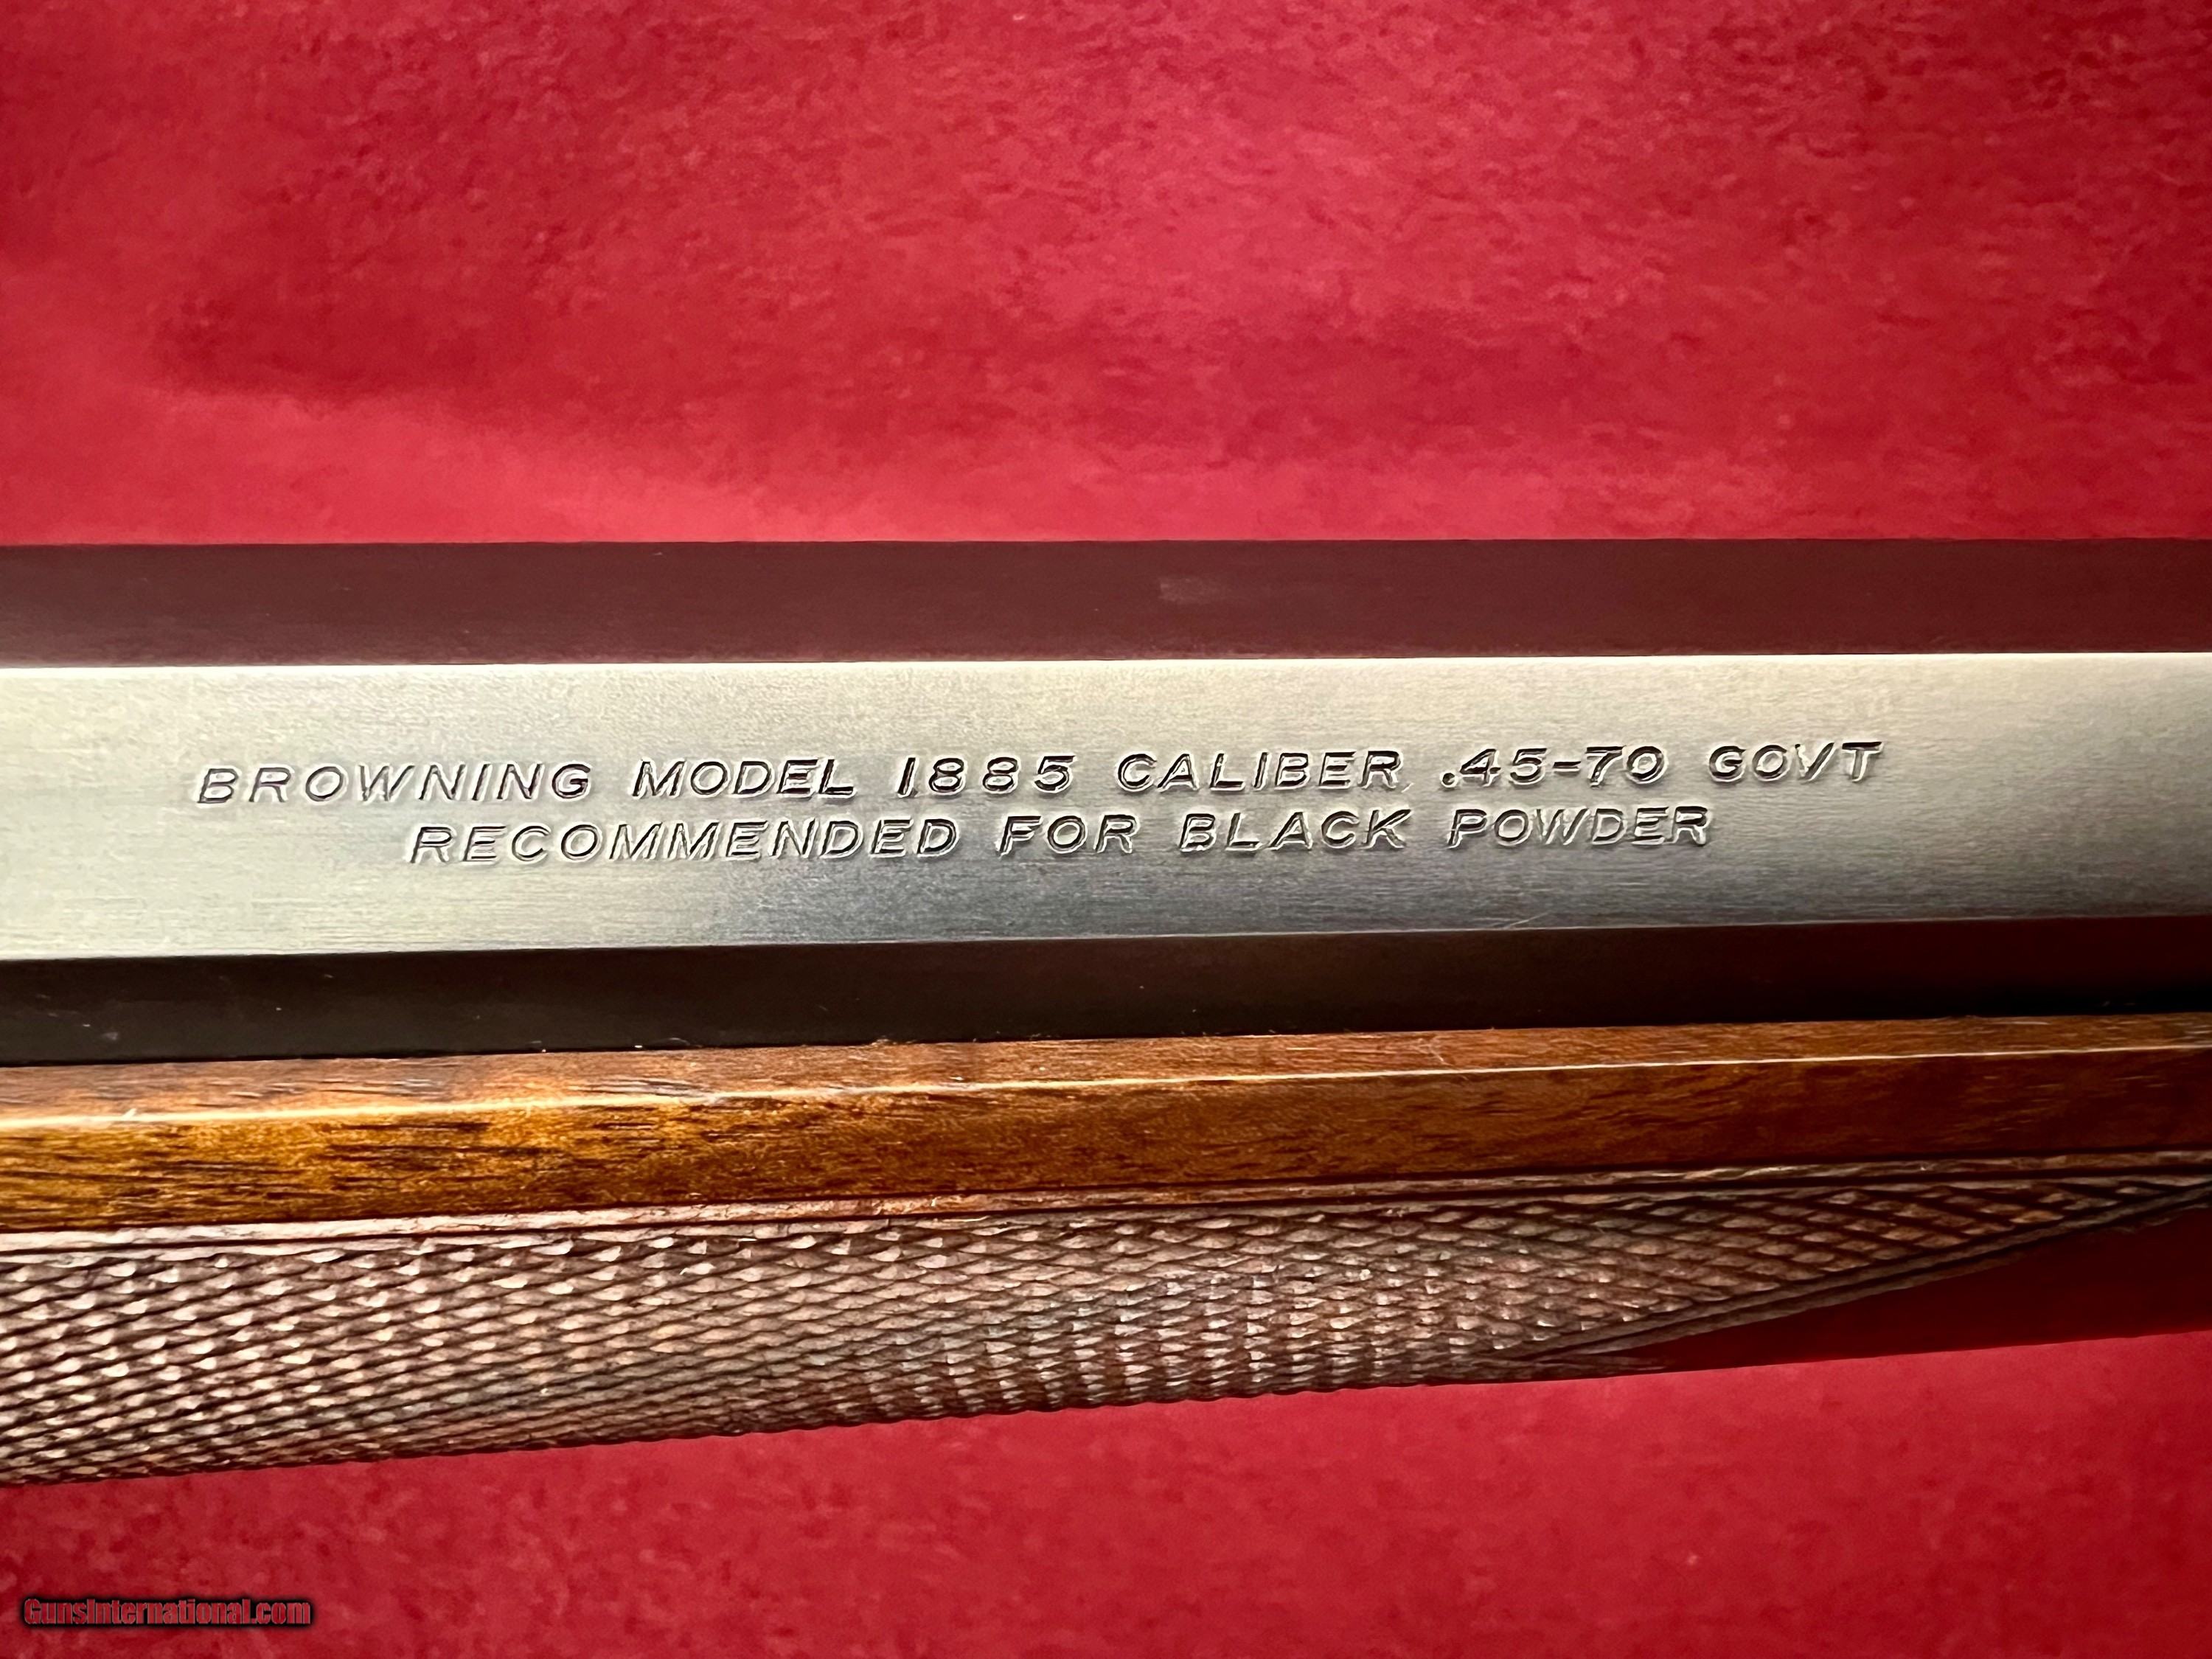 BROWNING MODEL 1885 CALIBER .45-70 GOVT
RECOMMENDED FOR BLACK POWDER
GunsInternational.com